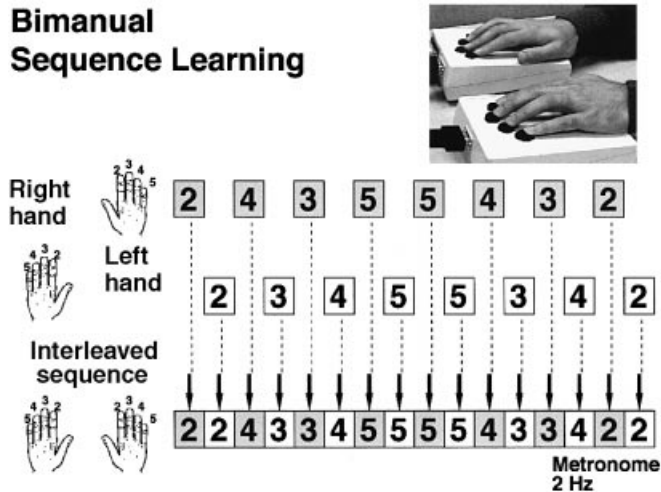 Bimanual
Sequence Learning
2 3 4 5
Right
hand
2 4 3 5 5 4 3 2
5 4 3 2
Left
hand
2 3 4 5 5 3 4 2
Interleaved
sequence
5 4 3 2
2 3 4 5
2 2 4 3 3 4 5 5 5 5 4 3 3 4 2 2
Metronome
2 Hz